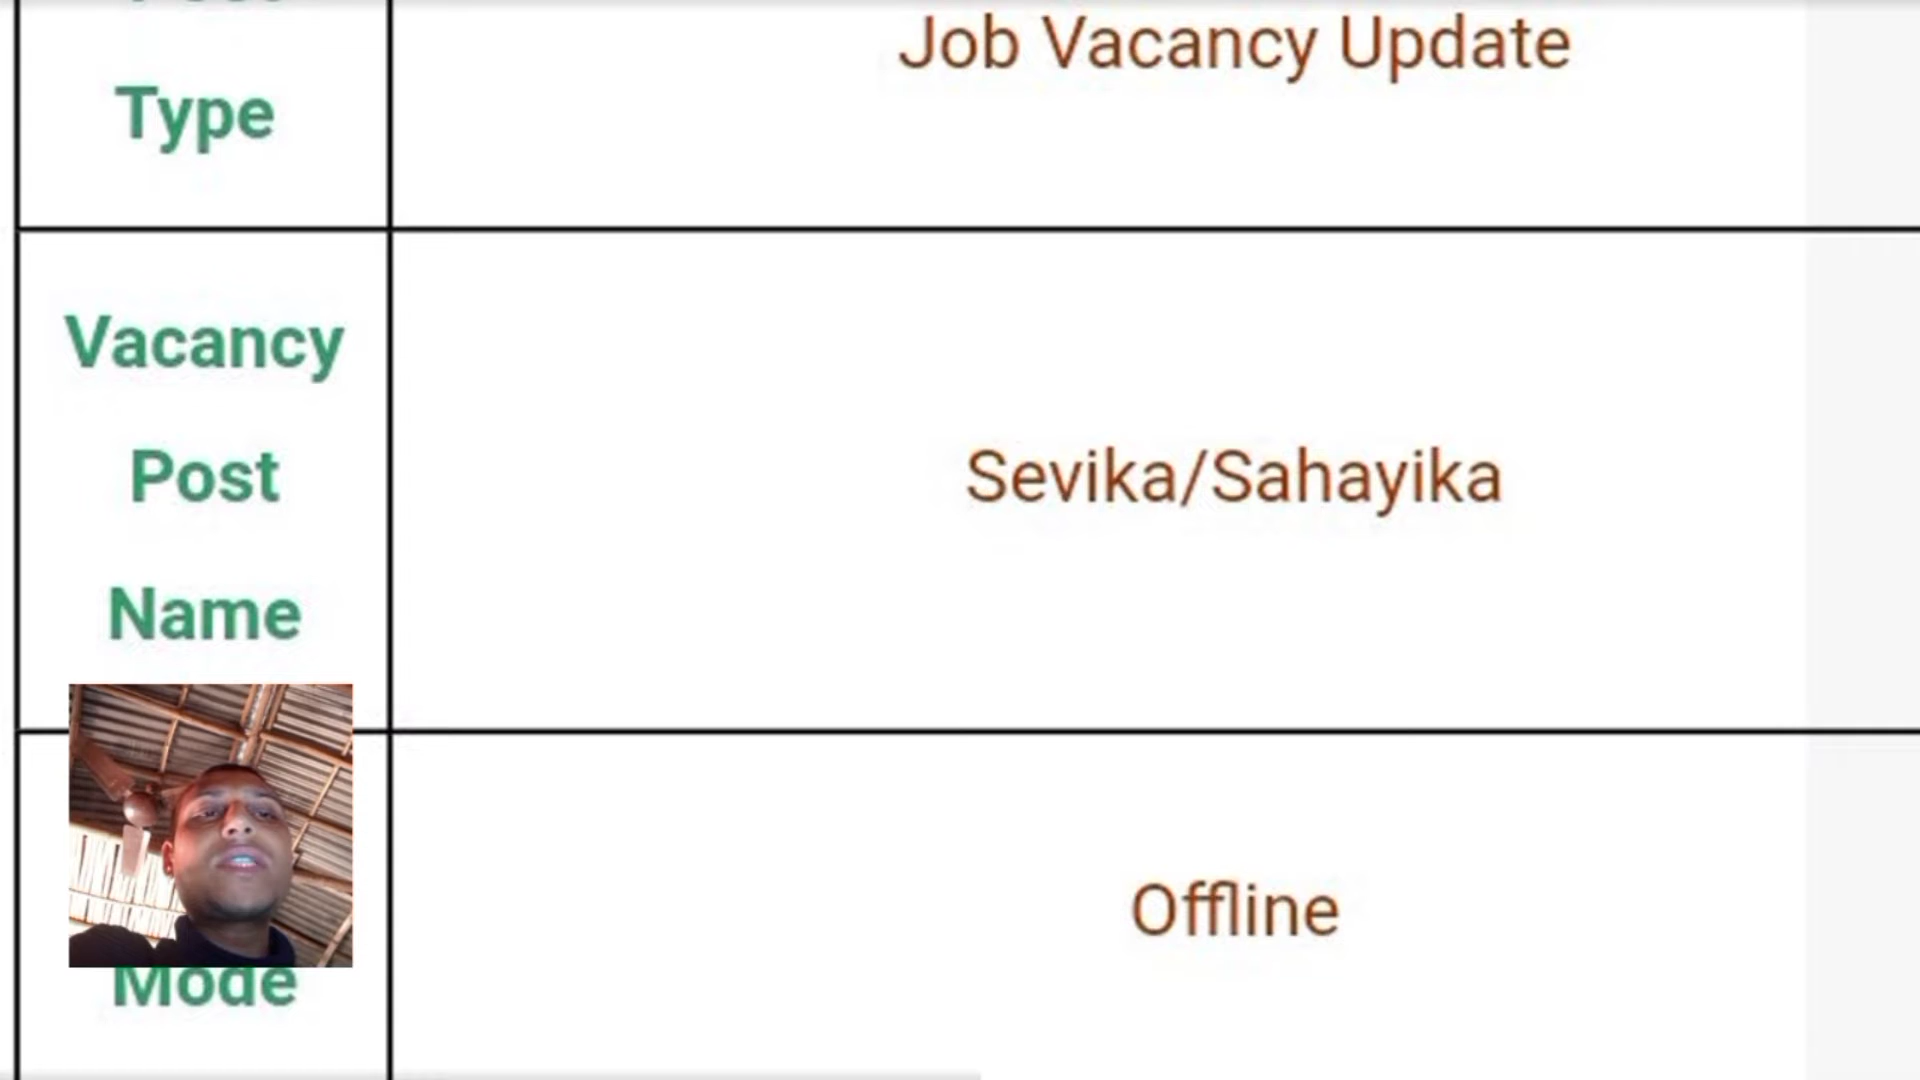 Job Vacancy Update
Type
Vacancy
Post
Name
Sevika/Sahayika
Offline
Mode